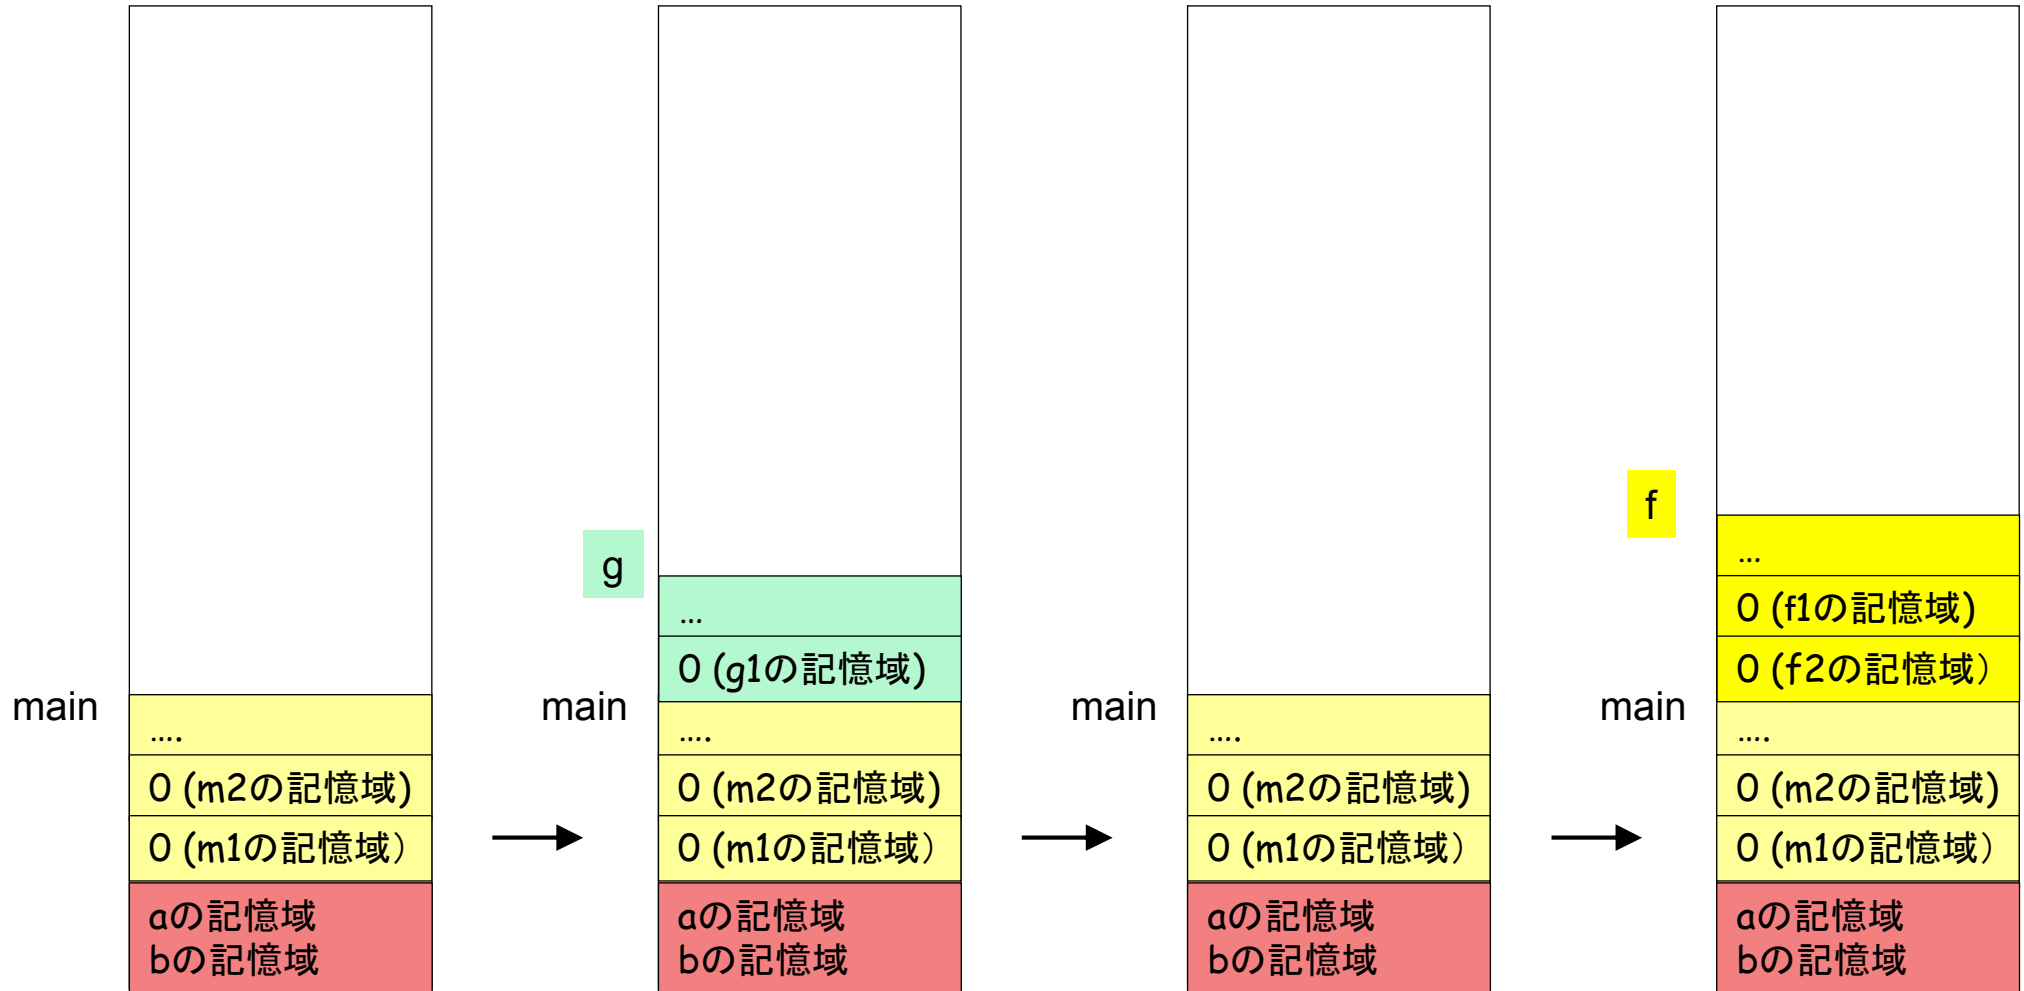 main
….
0 (m2の記憶域)
0 (m1の記憶域）
aの記憶域
bの記憶域
g
main
…
0 (g1の記憶域)
….
0 (m2の記憶域)
0 (m1の記憶域）
aの記憶域
bの記憶域
main
….
0 (m2の記憶域)
0 (m1の記憶域）
aの記憶域
bの記憶域
f
main
…
0 (f1の記憶域)
0 (f2の記憶域）
….
0 (m2の記憶域)
0 (m1の記憶域）
aの記憶域
bの記憶域